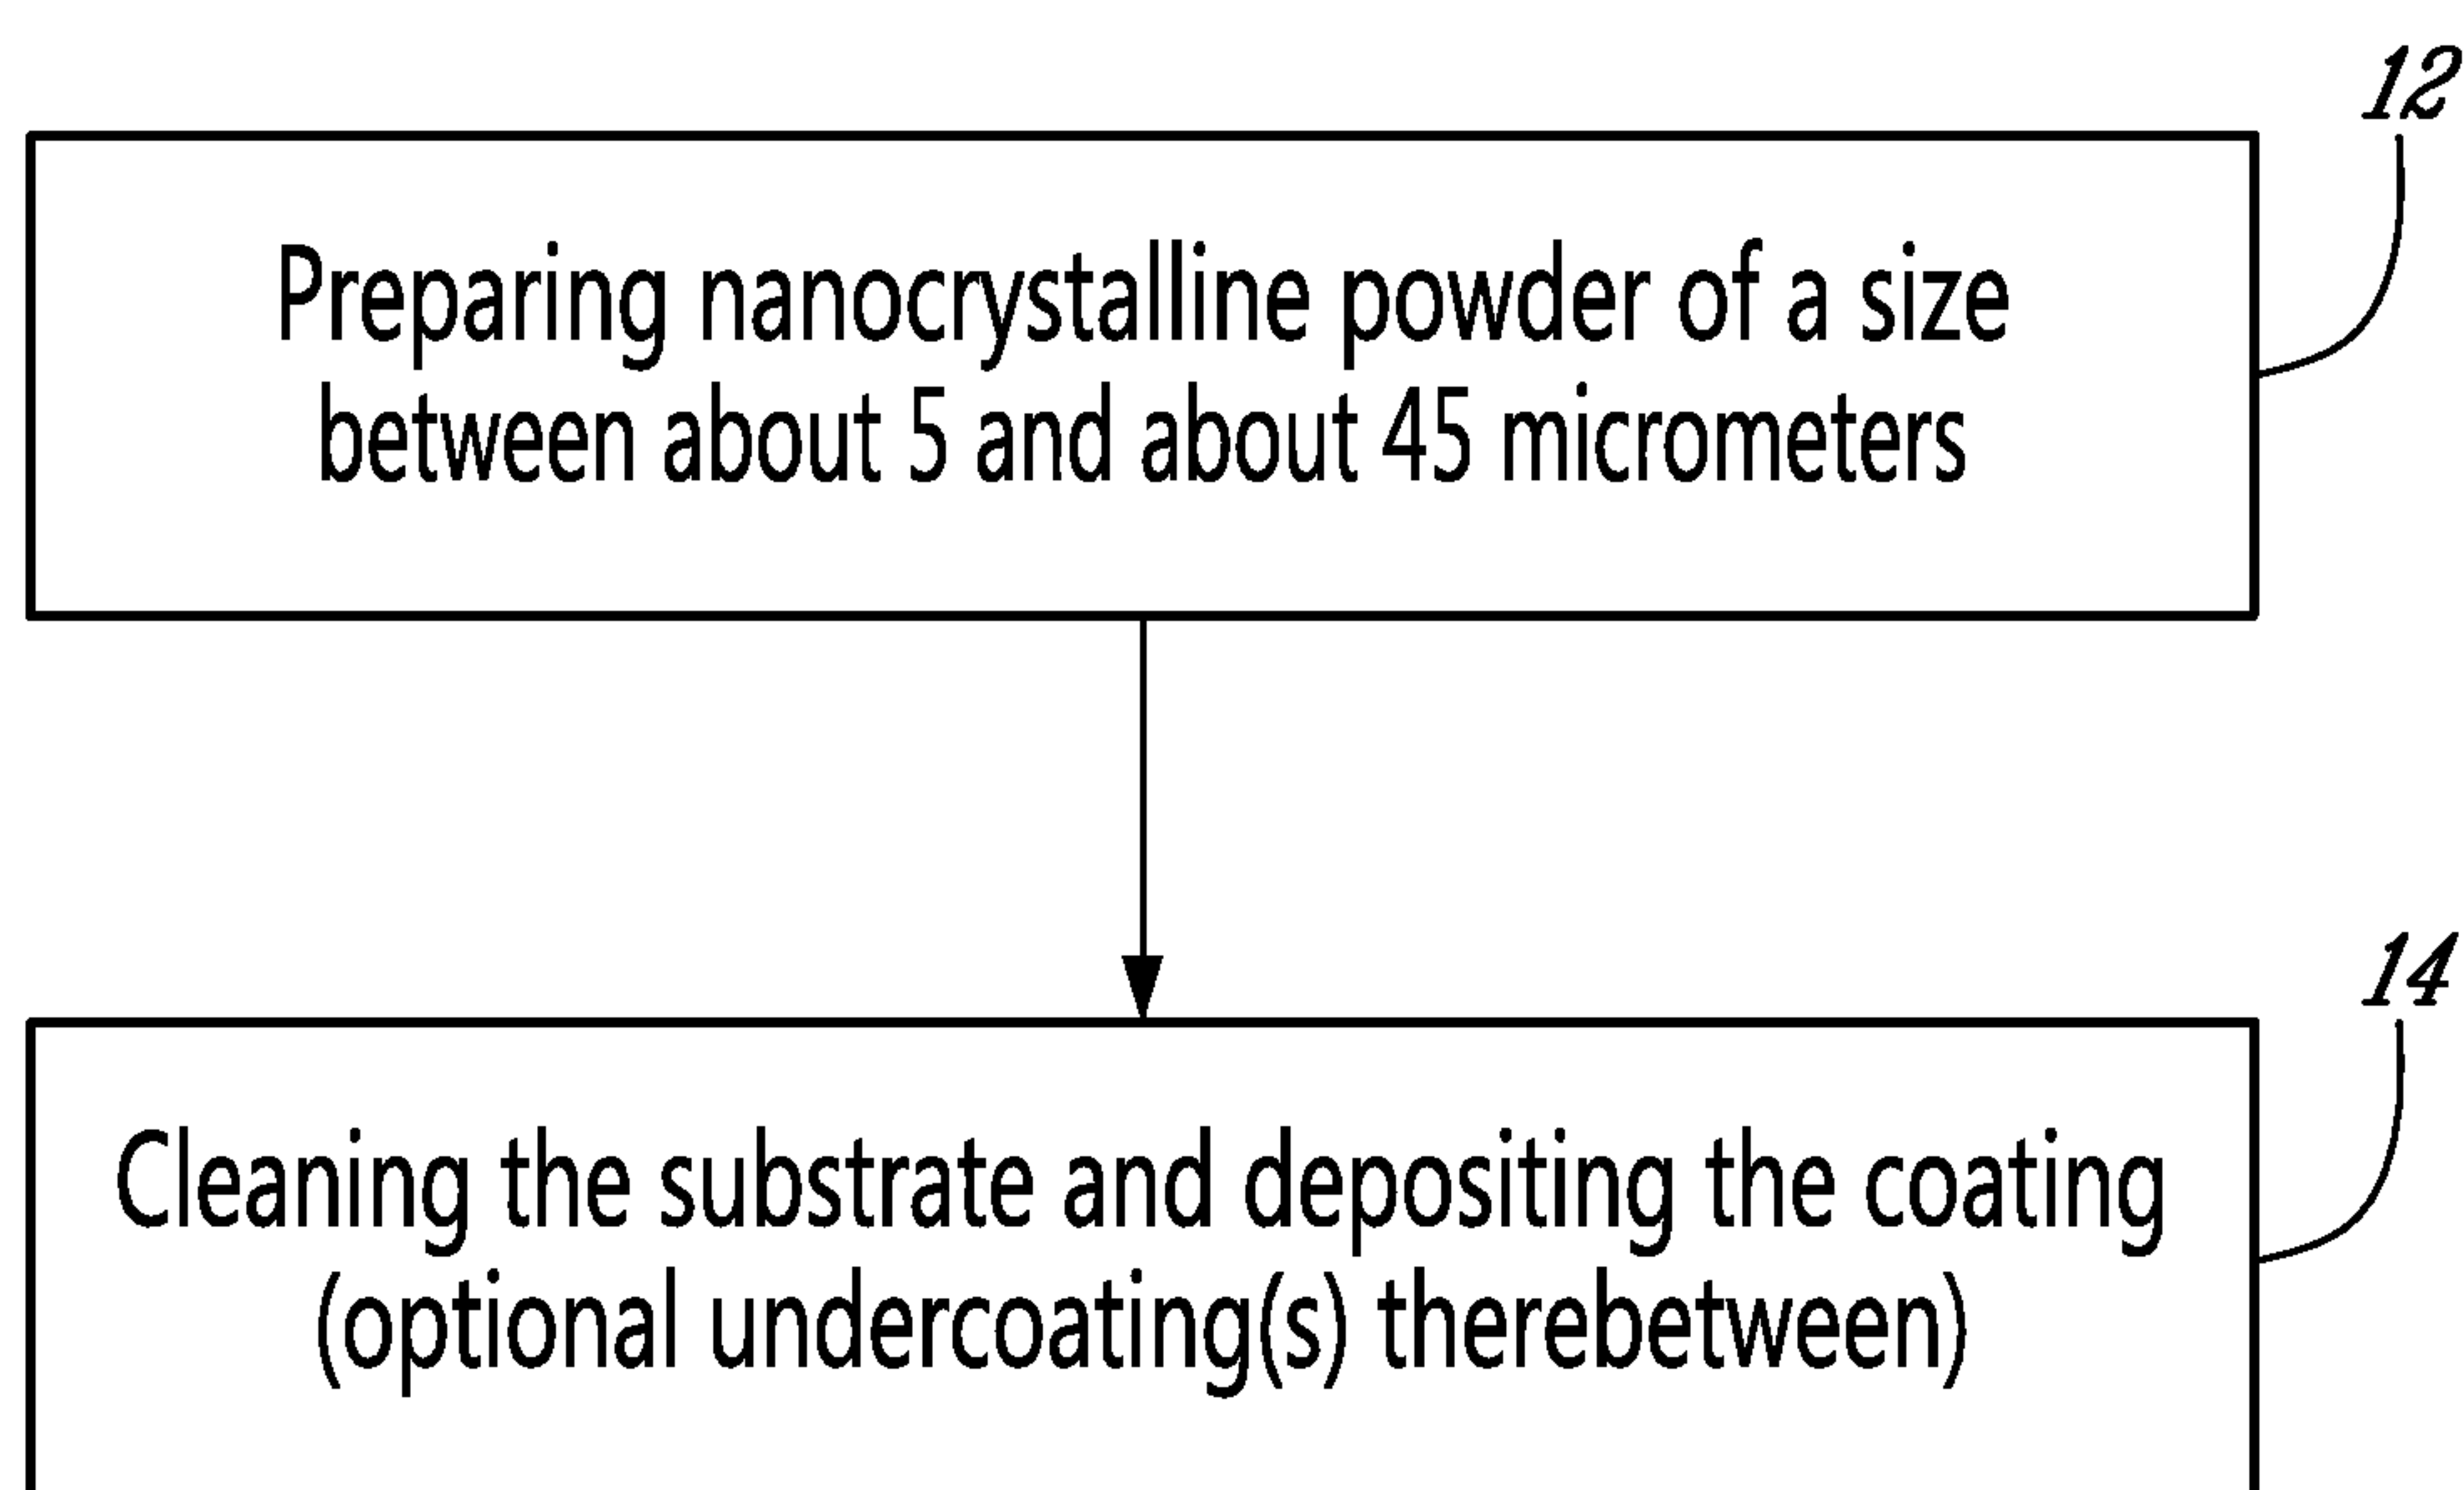 12
Preparing nanocrystalline powder of a size
between about 5 and about 45 micrometers
14
Cleaning the substrate and depositing the coating
(optional undercoating(s) therebetween)